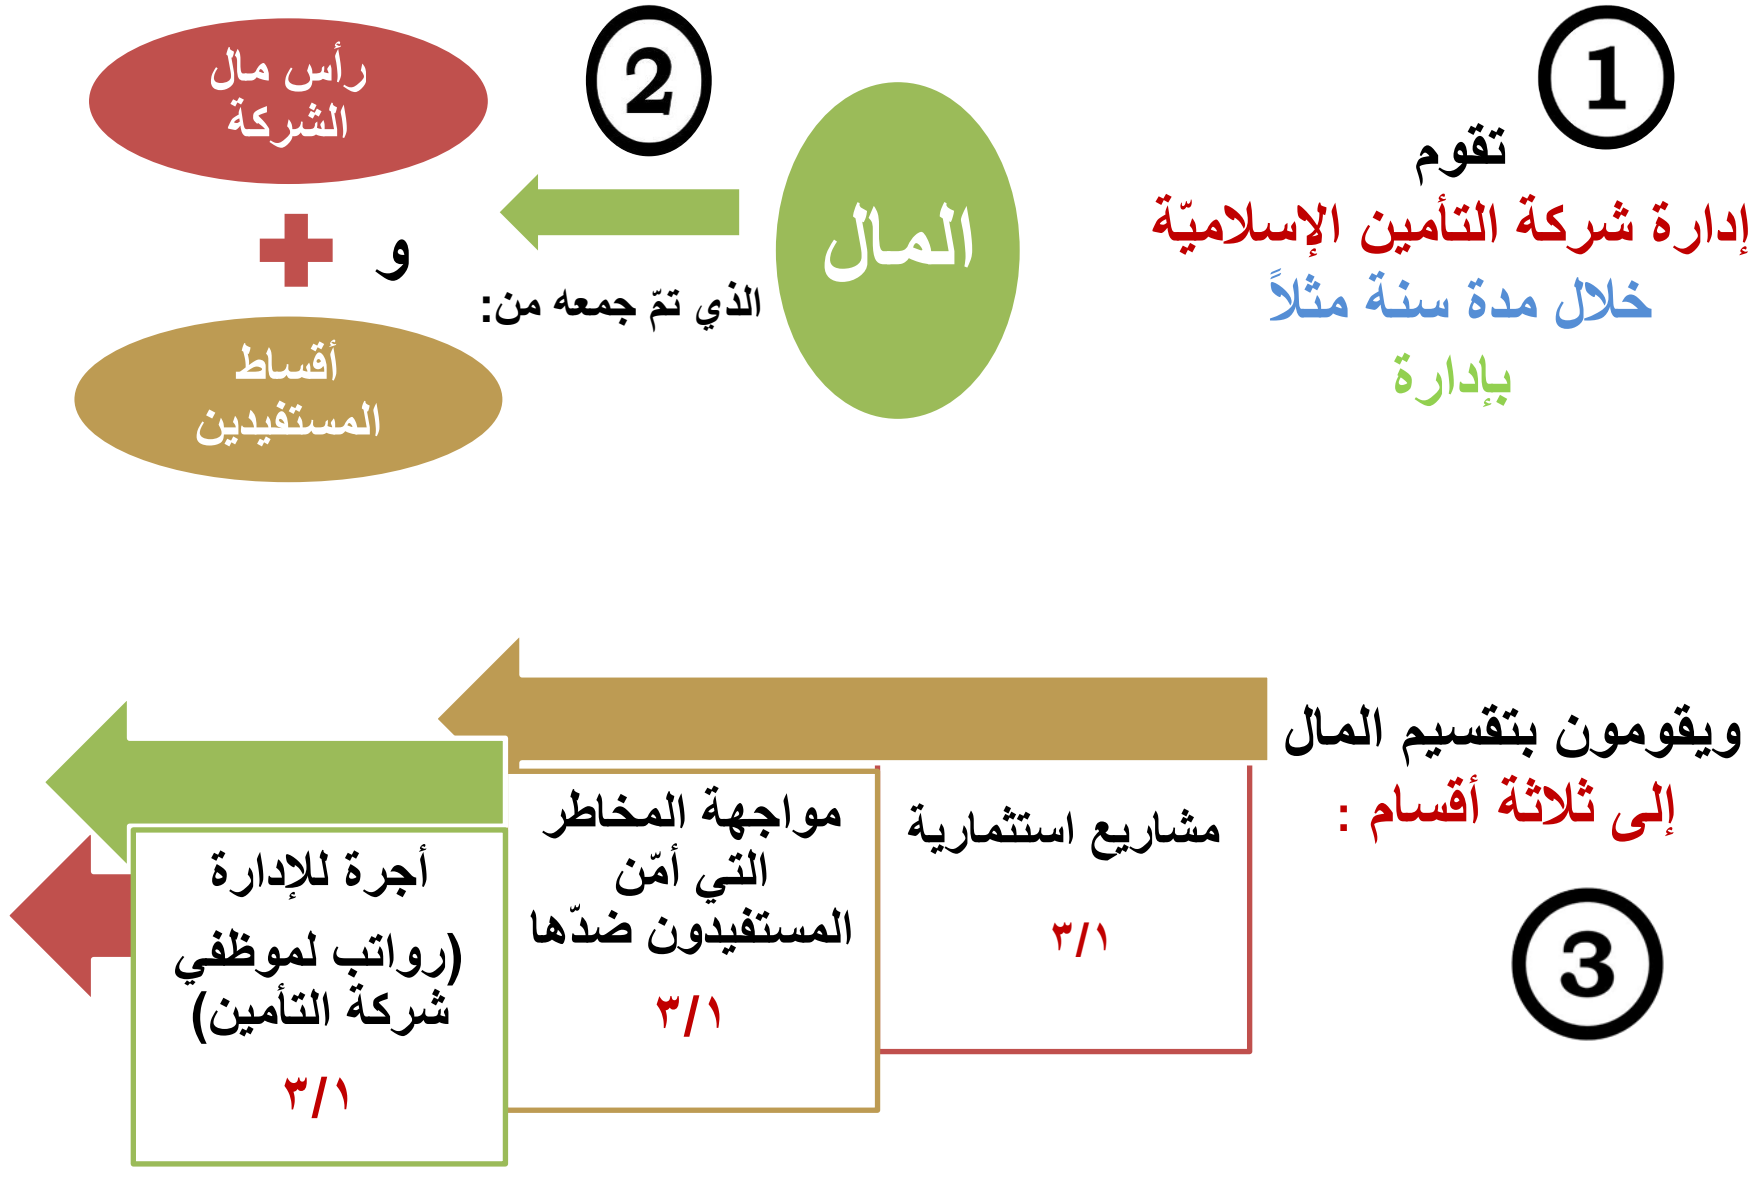 1
تقوم
إدارة شركة التأمين الإسلاميّة
خلال مدة سنة مثلاً
بإدارة
2
المال
الذي تمّ جمعه من:
رأس مال
الشركة
و
أقساط
المستفيدين
ويقومون بتقسيم المال
إلى ثلاثة أقسام :
3
مشاريع استثمارية
٣/١
مواجهة المخاطر
التي أمّن
المستفيدون ضدّها
٣/١
أجرة للإدارة
(رواتب لموظفي
شركة التأمين)
٣/١